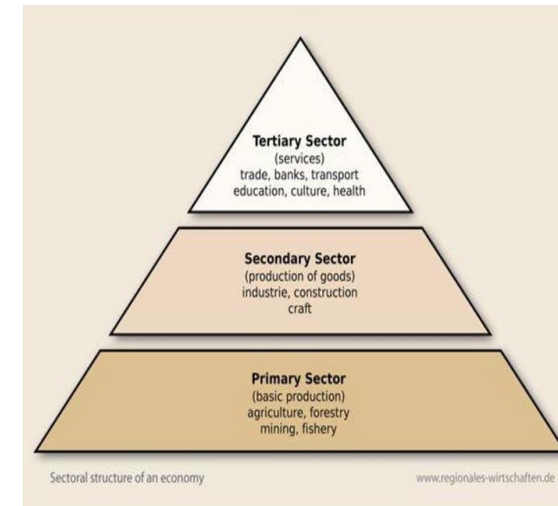 Tertiary Sector
(services)
trade, banks, transport
education, culture, health
Secondary Sector
(production of goods)
industrie, construction
craft
Primary Sector
(basic production)
agriculture, forestry
mining, fishery
Sectoral structure of an economy
www.regionales-wirtschaften.de